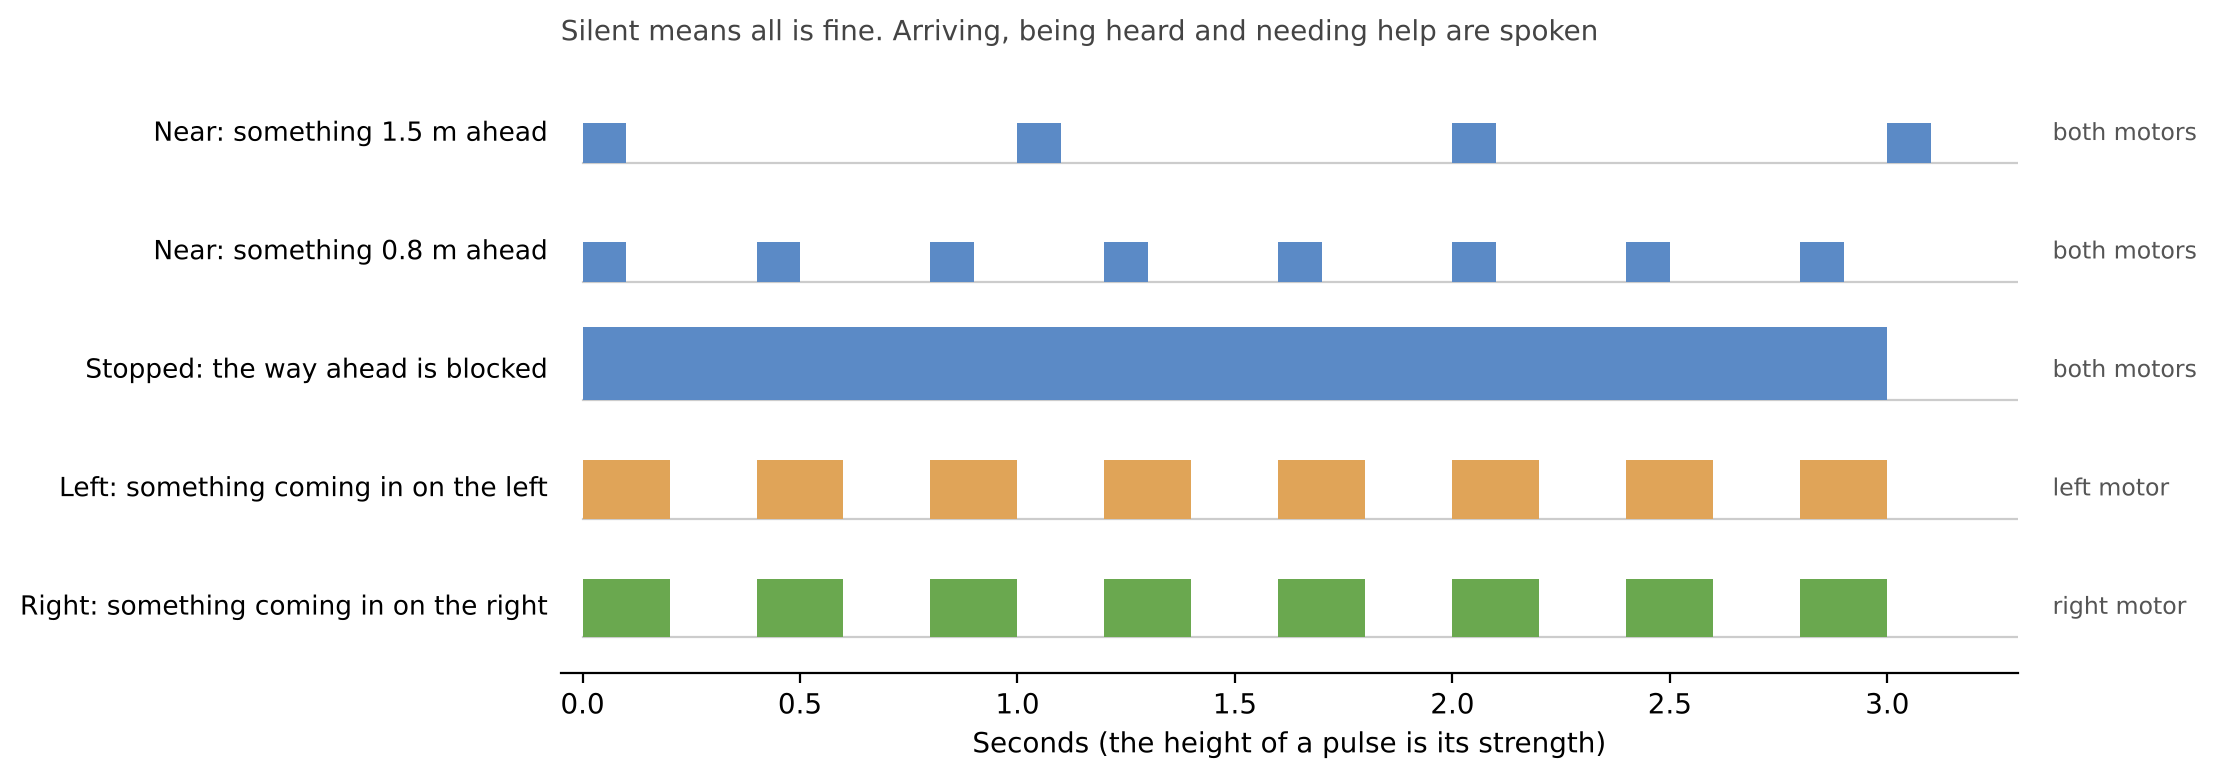 Silent means all is fine. Arriving, being heard and needing help are spoken
Near: something 1.5 m ahead
both motors
Near: something 0.8 m ahead
both motors
Stopped: the way ahead is blocked
both motors
Left: something coming in on the left
left motor
Right: something coming in on the right
right motor
0.0 0.5 1.0 1.5 2.0 2.5 3.0
Seconds (the height of a pulse is its strength)